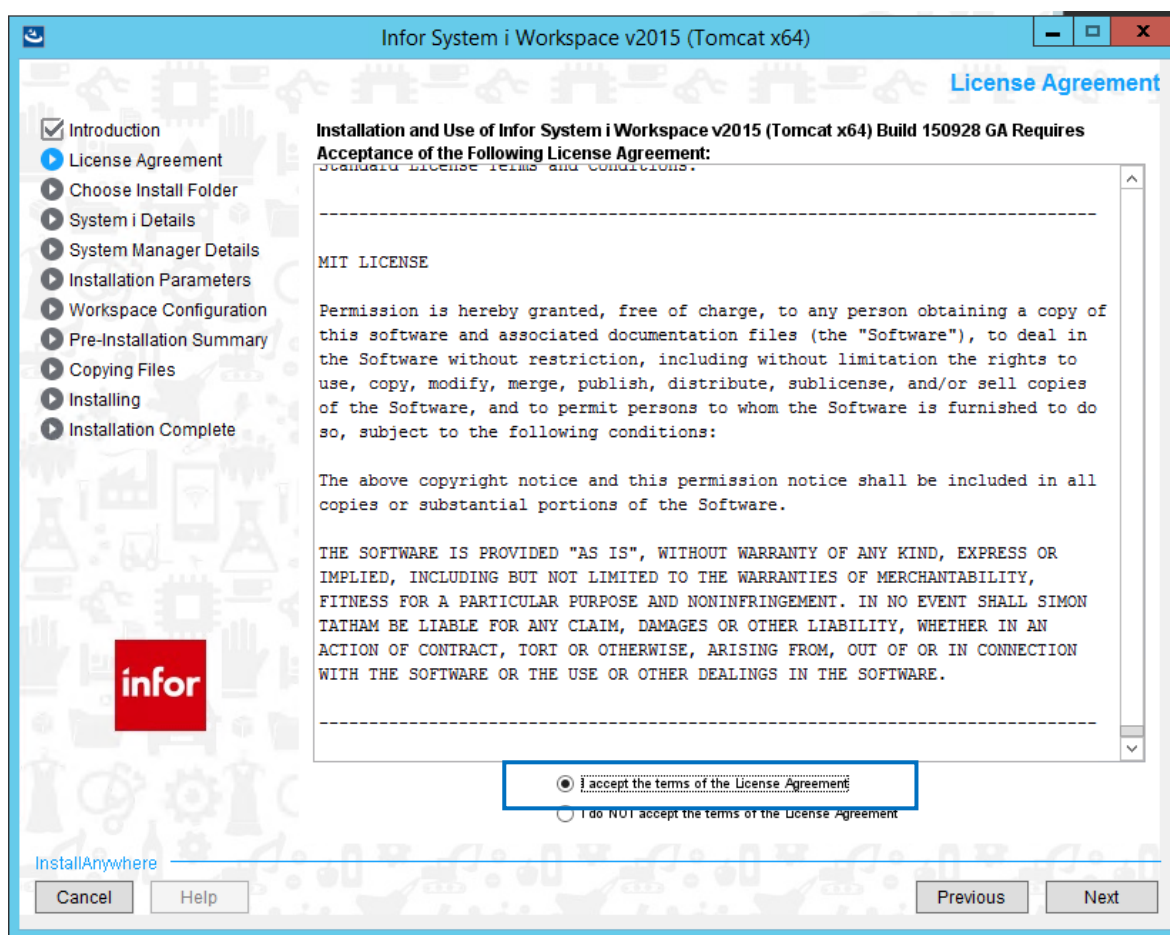 Infor System i Workspace v2015 (Tomcat x64)
License Agreement
Introduction
License Agreement
Choose Install Folder
System i Details
System Manager Details
Installation Parameters
Workspace Configuration
Pre-Installation Summary
Copying Files
Installing
Installation Complete
infor
Installation and Use of Infor System i Workspace v2015 (Tomcat x64) Build 150928 GA Requires
Acceptance of the Following License Agreement:
Standard License Terms and Conditions.
------------------------------------------------------------------------------
MIT LICENSE
Permission is hereby granted, free of charge, to any person obtaining a copy of
this software and associated documentation files (the "Software"), to deal in
the Software without restriction, including without limitation the rights to
use, copy, modify, merge, publish, distribute, sublicense, and/or sell copies
of the Software, and to permit persons to whom the Software is furnished to do
so, subject to the following conditions:
The above copyright notice and this permission notice shall be included in all
copies or substantial portions of the Software.
THE SOFTWARE IS PROVIDED "AS IS", WITHOUT WARRANTY OF ANY KIND, EXPRESS OR
IMPLIED, INCLUDING BUT NOT LIMITED TO THE WARRANTIES OF MERCHANTABILITY,
FITNESS FOR A PARTICULAR PURPOSE AND NONINFRINGEMENT. IN NO EVENT SHALL SIMON
TATHAM BE LIABLE FOR ANY CLAIM, DAMAGES OR OTHER LIABILITY, WHETHER IN AN
ACTION OF CONTRACT, TORT OR OTHERWISE, ARISING FROM, OUT OF OR IN CONNECTION
WITH THE SOFTWARE OR THE USE OR OTHER DEALINGS IN THE SOFTWARE.
------------------------------------------------------------------------------
I accept the terms of the License Agreement
I do NOT accept the terms of the License Agreement
InstallAnywhere
Cancel
Help
Previous
Next